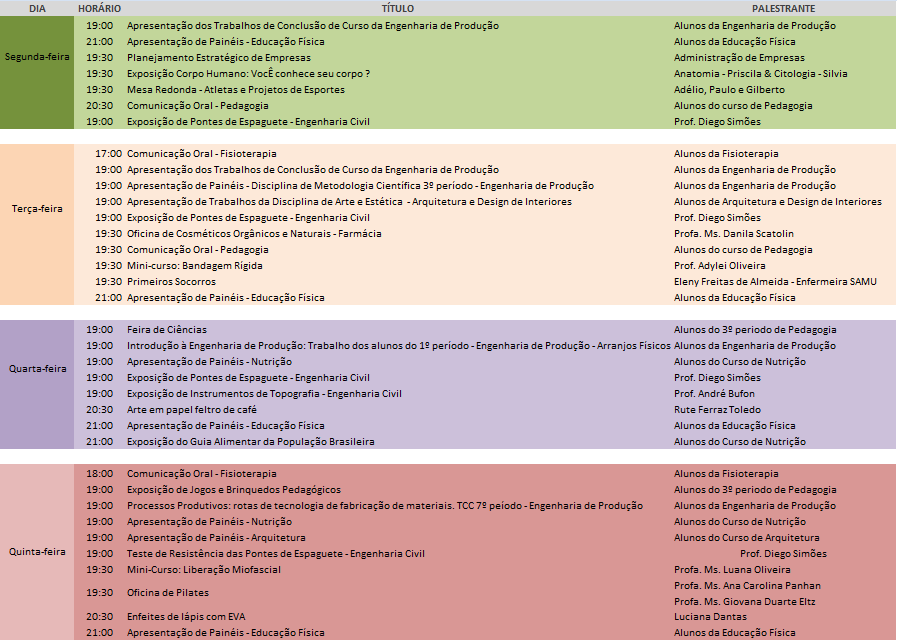 DIA HORÁRIO TÍTULO PALESTRANTE
19:00 Apresentação dos Trabalhos de Conclusão de Curso da Engenharia de Produção Alunos da Engenharia de Produção
21:00 Apresentação de Painéis - Educação Física Alunos da Educação Física
Segunda-feira 19:30 Planejamento Estratégico de Empresas Administração de Empresas
19:30 Exposição Corpo Humano: VocÊ conhece seu corpo ? Anatomia - Priscila & Citologia - Silvia
19:30 Mesa Redonda - Atletas e Projetos de Esportes Adélio, Paulo e Gilberto
20:30 Comunicação Oral - Pedagogia Alunos do curso de Pedagogia
19:00 Exposição de Pontes de Espaguete - Engenharia Civil Prof. Diego Simões
17:00 Comunicação Oral - Fisioterapia Alunos da Fisioterapia
19:00 Apresentação dos Trabalhos de Conclusão de Curso da Engenharia de Produção Alunos da Engenharia de Produção
19:00 Apresentação de Painéis - Disciplina de Metodologia Científica 3º período - Engenharia de Produção Alunos da Engenharia de Produção
19:00 Apresentação de Trabalhos da Disciplina de Arte e Estética - Arquitetura e Design de Interiores Alunos de Arquitetura e Design de Interiores
Terça-feira 19:00 Exposição de Pontes de Espaguete - Engenharia Civil Prof. Diego Simões
19:30 Oficina de Cosméticos Orgânicos e Naturais - Farmácia Profa. Ms. Danila Scatolin
19:30 Comunicação Oral - Pedagogia Alunos do curso de Pedagogia
19:30 Mini-curso: Bandagem Rígida Prof. Adylei Oliveira
19:30 Primeiros Socorros Eleny Freitas de Almeida - Enfermeira SAMU
21:00 Apresentação de Painéis - Educação Física Alunos da Educação Física
19:00 Feira de Ciências Alunos do 3º periodo de Pedagogia
19:00 Introdução à Engenharia de Produção: Trabalho dos alunos do 1º período - Engenharia de Produção - Arranjos Físicos Alunos da Engenharia de Produção
19:00 Apresentação de Painéis - Nutrição Alunos do Curso de Nutrição
Quarta-feira 19:00 Exposição de Pontes de Espaguete - Engenharia Civil Prof. Diego Simões
19:00 Exposição de Instrumentos de Topografia - Engenharia Civil Prof. André Bufon
20:30 Arte em papel feltro de café Rute Ferraz Toledo
21:00 Apresentação de Painéis - Educação Física Alunos da Educação Física
21:00 Exposição do Guia Alimentar da População Brasileira Alunos do Curso de Nutrição
18:00 Comunicação Oral - Fisioterapia Alunos da Fisioterapia
19:00 Exposição de Jogos e Brinquedos Pedagógicos Alunos do 3º periodo de Pedagogia
19:00 Processos Produtivos: rotas de tecnologia de fabricação de materiais. TCC 7º peíodo - Engenharia de Produção Alunos da Engenharia de Produção
19:00 Apresentação de Painéis - Nutrição Alunos do Curso de Nutrição
19:00 Apresentação de Painéis - Arquitetura Alunos do Curso de Arquitetura
Quinta-feira 19:00 Teste de Resistência das Pontes de Espaguete - Engenharia Civil Prof. Diego Simões
19:30 Mini-Curso: Liberação Miofascial Profa. Ms. Luana Oliveira
19:30 Oficina de Pilates Profa. Ms. Ana Carolina Panhan
Profa. Ms. Giovana Duarte Eltz
20:30 Enfeites de lápis com EVA Luciana Dantas
21:00 Apresentação de Painéis - Educação Física Alunos da Educação Física